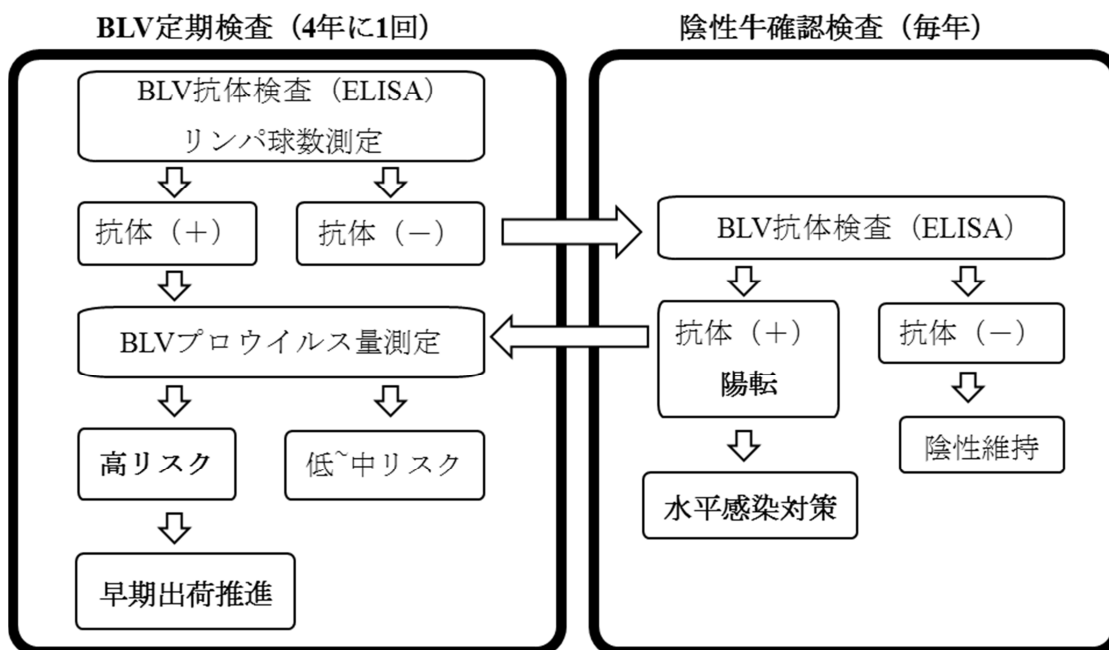 BLV定期検査（4年に1回）
BLV抗体検査（ELISA）
リンパ球数測定
抗体（＋）
抗体（－）
BLVプロウイルス量測定
高リスク
低~中リスク
早期出荷推進
陰性牛確認検査（毎年）
BLV抗体検査（ELISA）
抗体（＋）
陽転
抗体（－）
水平感染対策
陰性維持